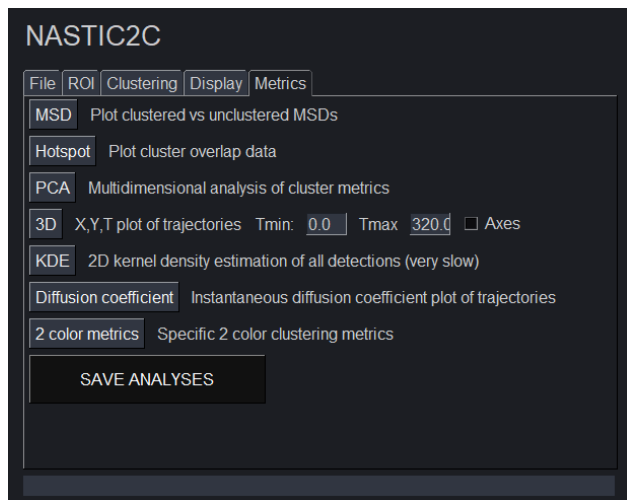 NASTIC2C
File ROI Clustering Display Metrics
MSD Plot clustered vs unclustered MSDs
Hotspot Plot cluster overlap data
PCA Multidimensional analysis of cluster metrics
3D X,Y,T plot of trajectories Tmin: 0.0 Tmax 320.0 Axes
KDE 2D kernel density estimation of all detections (very slow)
Diffusion coefficient Instantaneous diffusion coefficient plot of trajectories
2 color metrics Specific 2 color clustering metrics
SAVE ANALYSES